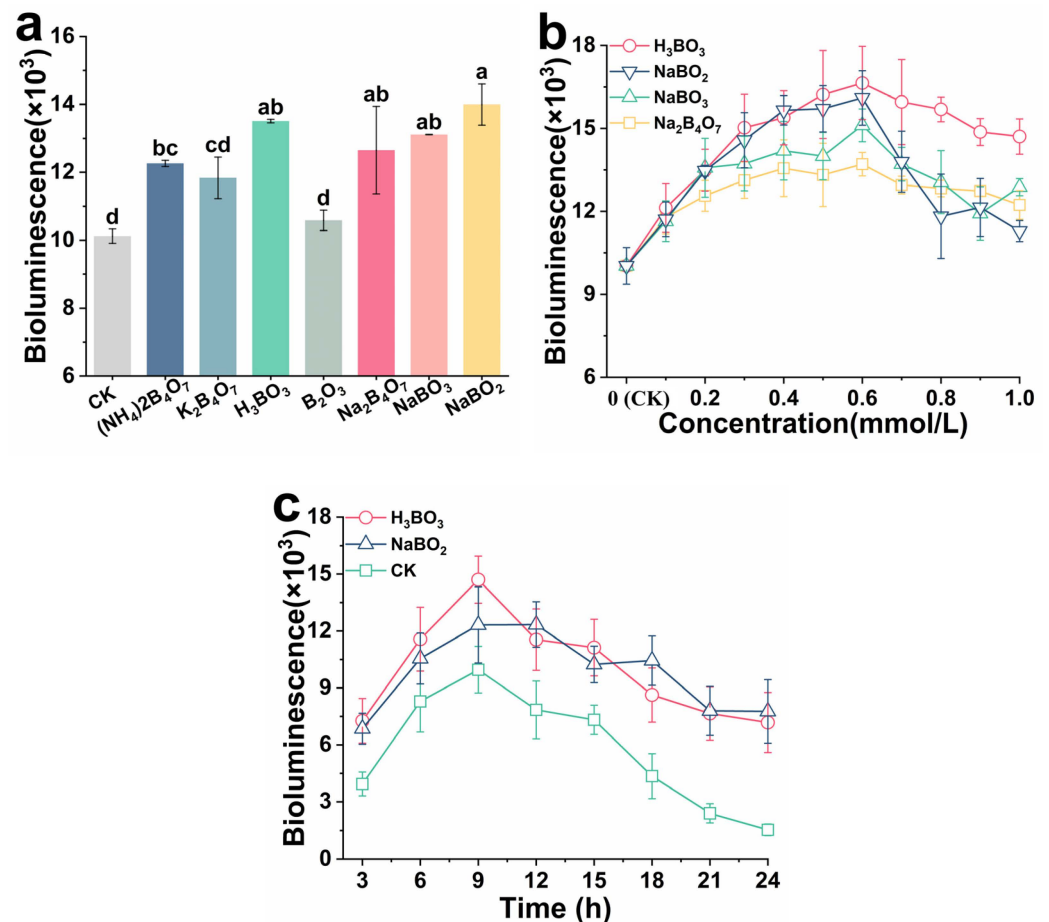 a
Bioluminescence(×10³)
16
14
12
10
8
6
d
bc
cd
ab
d
ab
ab
a
CK
(NH₄)2B₄O₇
K₂B₄O₇
H₃BO₃
B₂O₃
Na₂B₄O₇
NaBO₃
NaBO₂
b
Bioluminescence(×10³)
18
15
12
9
6
H₃BO₃
NaBO₂
NaBO₃
Na₂B₄O₇
0 (CK)
0.2
0.4
0.6
0.8
1.0
Concentration(mmol/L)
c
Bioluminescence(×10³)
18
15
12
9
6
3
0
H₃BO₃
NaBO₂
CK
3
6
9
12
15
18
21
24
Time (h)